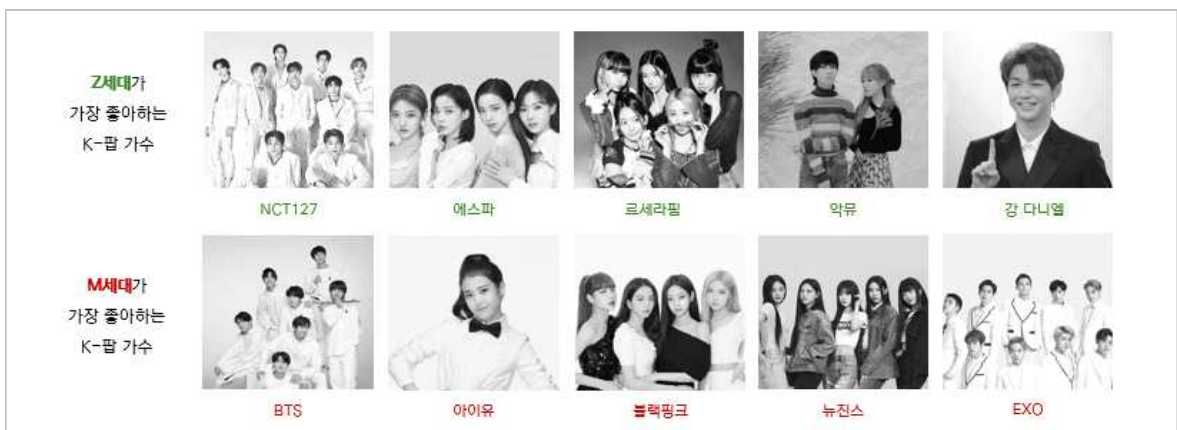 Z세대가
가장 좋아하는
K-팝 가수
NCT127
에스파
르세라핌
악뮤
강 다니엘
M세대가
가장 좋아하는
K-팝 가수
BTS
아이유
블랙핑크
뉴진스
EXO